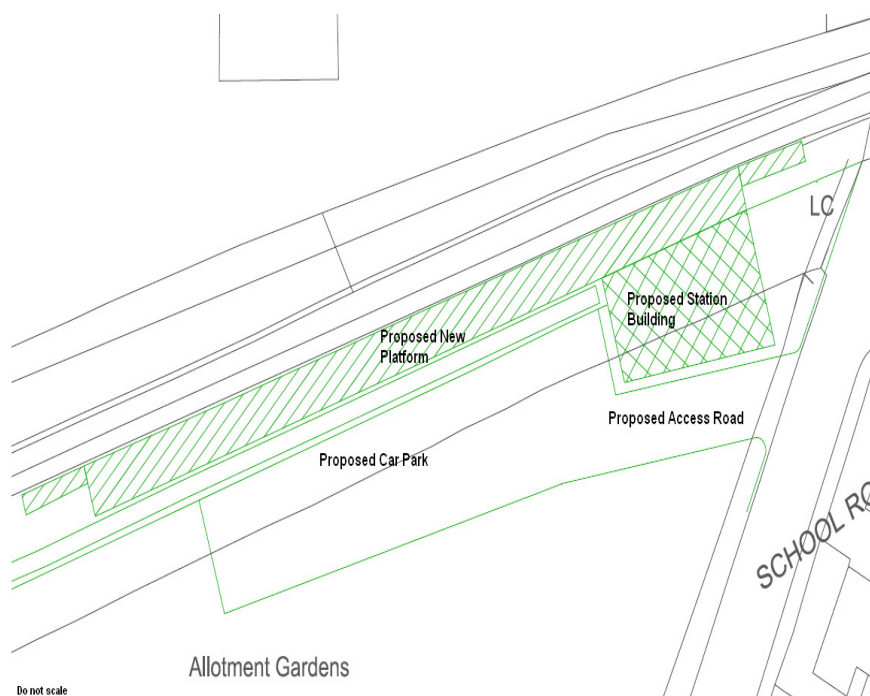 LC
Proposed Station
Building
Proposed New
Platform
Proposed Access Road
Proposed Car Park
SCHOOL
Allotment Gardens
Do not scale